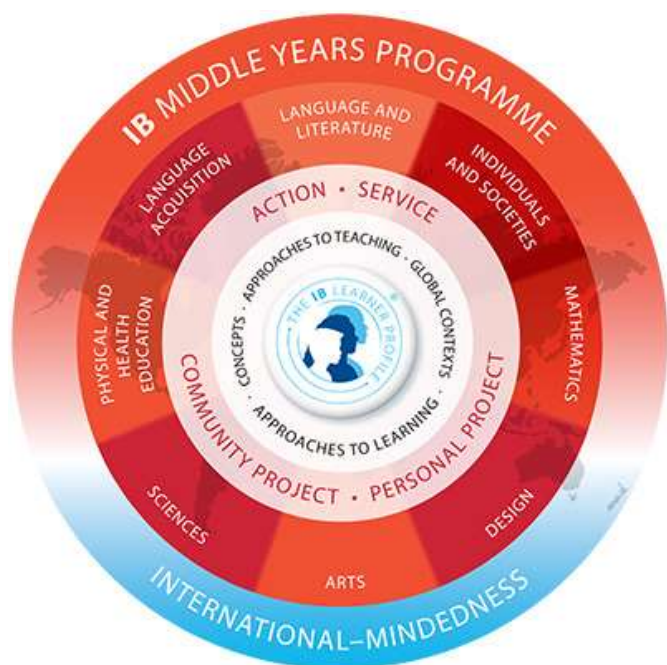 IB MIDDLE YEARS PROGRAMME
LANGUAGE AND
LITERATURE
LANGUAGE
ACQUISITION
INDIVIDUALS
AND SOCIETIES
PHYSICAL AND
HEALTH
EDUCATION
MATHEMATICS
SCIENCES
DESIGN
ARTS
ACTION · SERVICE
COMMUNITY PROJECT · PERSONAL PROJECT
· CONCEPTS · APPROACHES TO TEACHING · GLOBAL CONTEXTS ·
APPROACHES TO LEARNING
· THE IB LEARNER PROFILE ·
®
INTERNATIONAL–MINDEDNESS